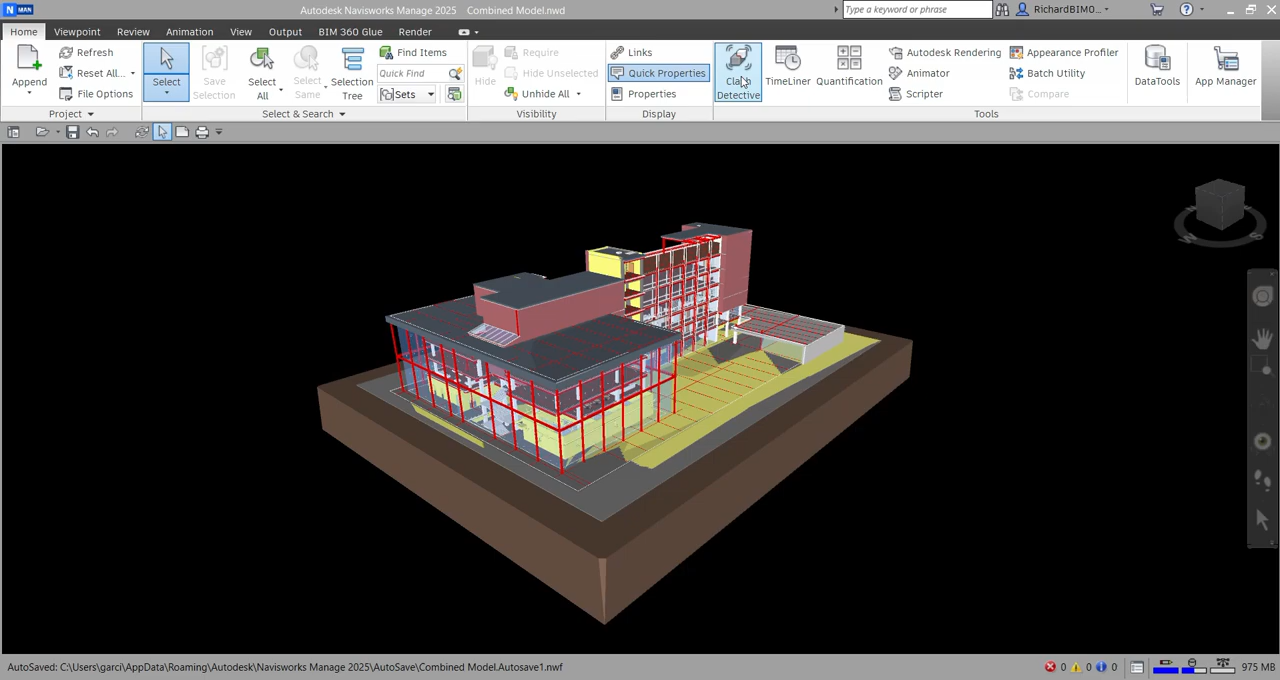 N MAN
Autodesk Navisworks Manage 2025 Combined Model.nwd
Type a keyword or phrase
RichardBIMO...
?
Home
Viewpoint
Review
Animation
View
Output
BIM 360 Glue
Render
Append
Refresh
Reset All...
File Options
Project
Select
Save
Selection
Select
All
Select
Same
Selection
Tree
Find Items
Quick Find
Sets
Select & Search
Hide
Require
Hide Unselected
Unhide All
Visibility
Links
Quick Properties
Properties
Display
Clash
Detective
TimeLiner
Quantification
Autodesk Rendering
Animator
Scripter
Appearance Profiler
Batch Utility
Compare
DataTools
App Manager
Tools
W
S
AutoSaved: C:\Users\garci\AppData\Roaming\Autodesk\Navisworks Manage 2025\AutoSave\Combined Model.Autosave1.nwf
0
0
0
975 MB